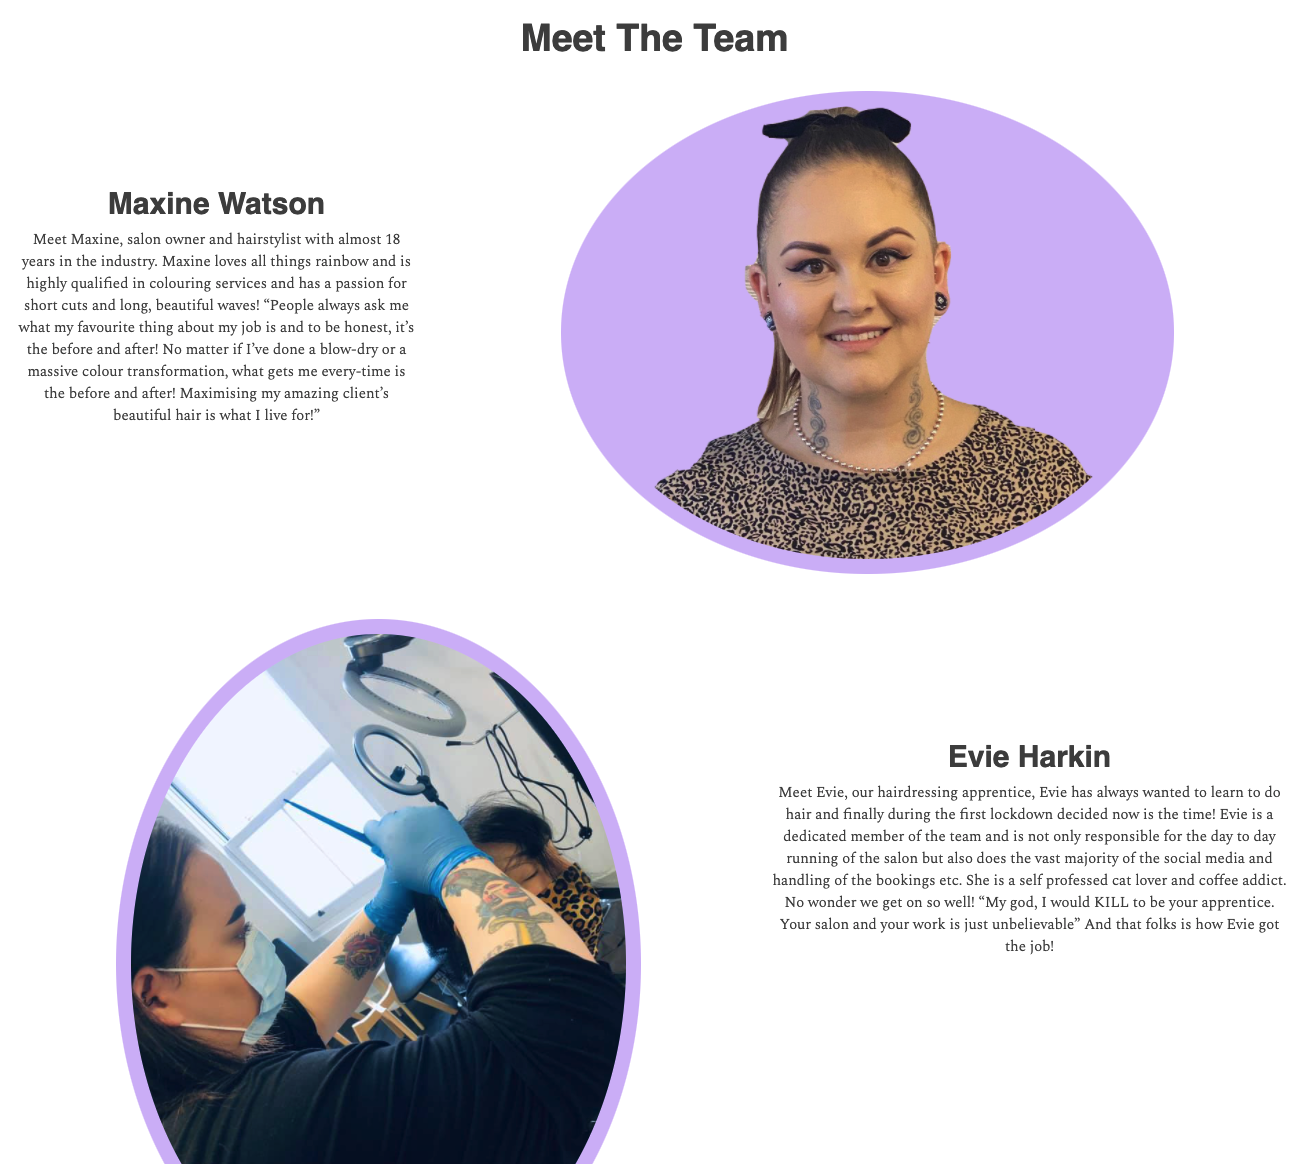 Meet The Team
Maxine Watson
Meet Maxine, salon owner and hairstylist with almost 18
years in the industry. Maxine loves all things rainbow and is
highly qualified in colouring services and has a passion for
short cuts and long, beautiful waves! “People always ask me
what my favourite thing about my job is and to be honest, it’s
the before and after! No matter if I’ve done a blow-dry or a
massive colour transformation, what gets me every-time is
the before and after! Maximising my amazing client’s
beautiful hair is what I live for!”
Evie Harkin
Meet Evie, our hairdressing apprentice, Evie has always wanted to learn to do
hair and finally during the first lockdown decided now is the time! Evie is a
dedicated member of the team and is not only responsible for the day to day
running of the salon but also does the vast majority of the social media and
handling of the bookings etc. She is a self professed cat lover and coffee addict.
No wonder we get on so well! “My god, I would KILL to be your apprentice.
Your salon and your work is just unbelievable” And that folks is how Evie got
the job!